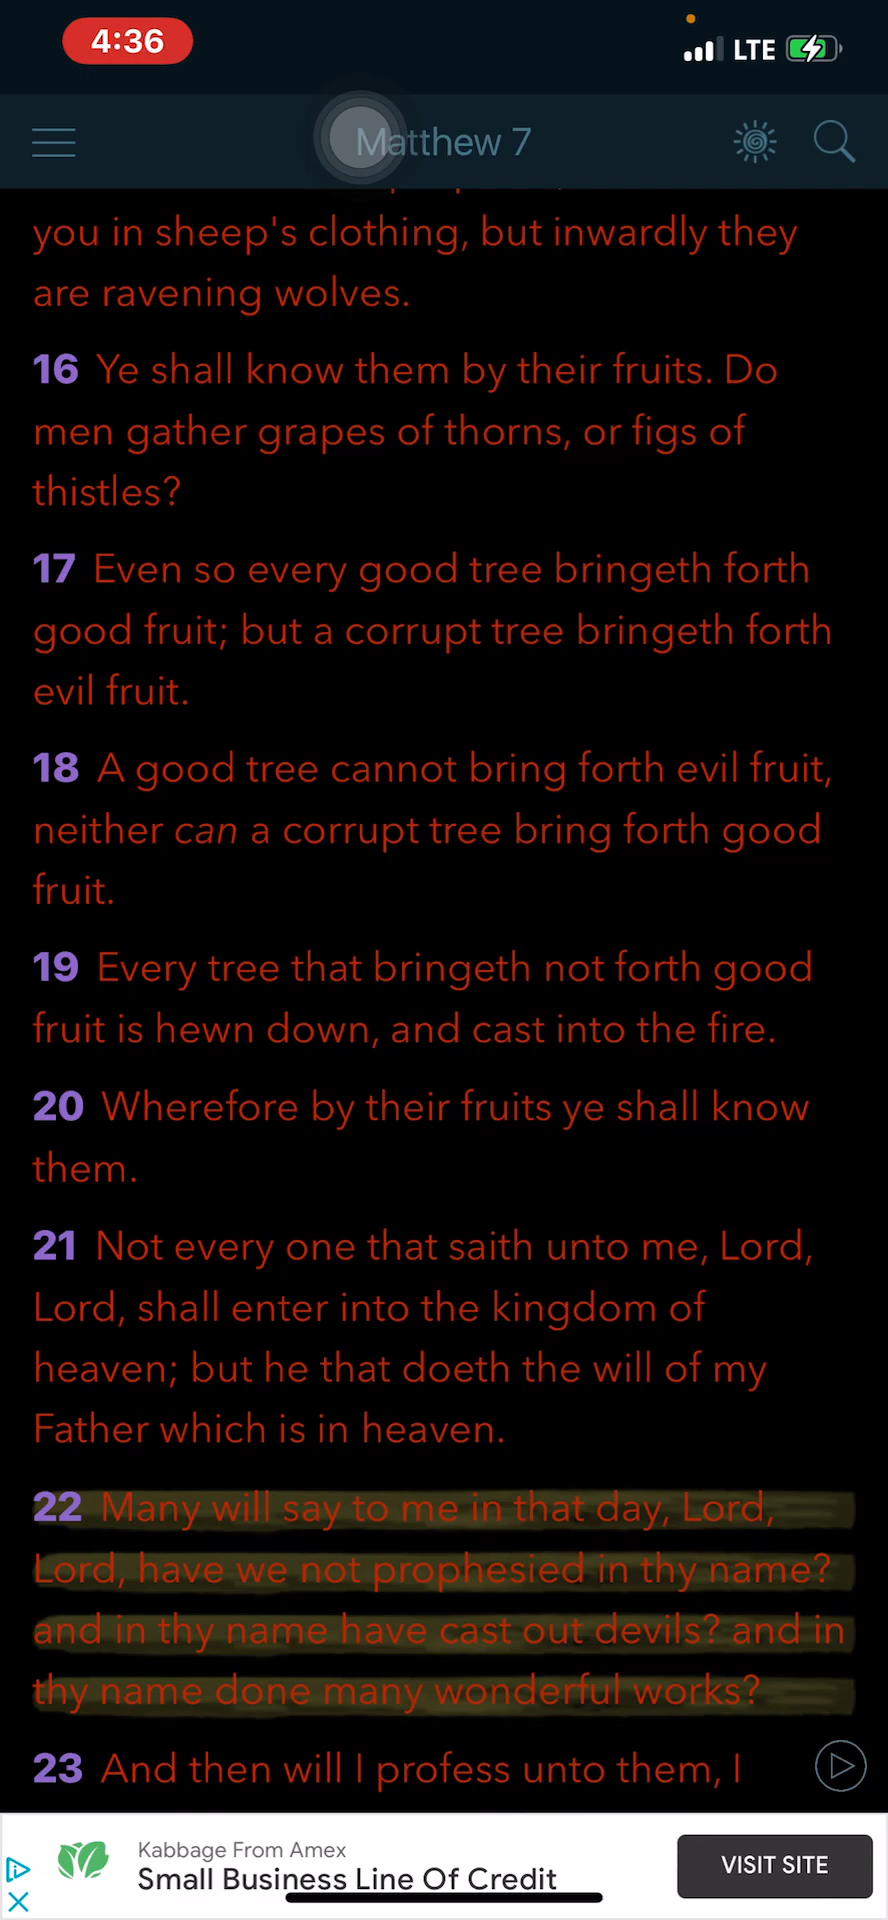 4:36
LTE
Matthew 7
you in sheep's clothing, but inwardly they
are ravening wolves.
16 Ye shall know them by their fruits. Do
men gather grapes of thorns, or figs of
thistles?
17 Even so every good tree bringeth forth
good fruit; but a corrupt tree bringeth forth
evil fruit.
18 A good tree cannot bring forth evil fruit,
neither can a corrupt tree bring forth good
fruit.
19 Every tree that bringeth not forth good
fruit is hewn down, and cast into the fire.
20 Wherefore by their fruits ye shall know
them.
21 Not every one that saith unto me, Lord,
Lord, shall enter into the kingdom of
heaven; but he that doeth the will of my
Father which is in heaven.
22 Many will say to me in that day, Lord,
Lord, have we not prophesied in thy name?
and in thy name have cast out devils? and in
thy name done many wonderful works?
23 And then will I profess unto them, I
Kabbage From Amex
Small Business Line Of Credit
VISIT SITE